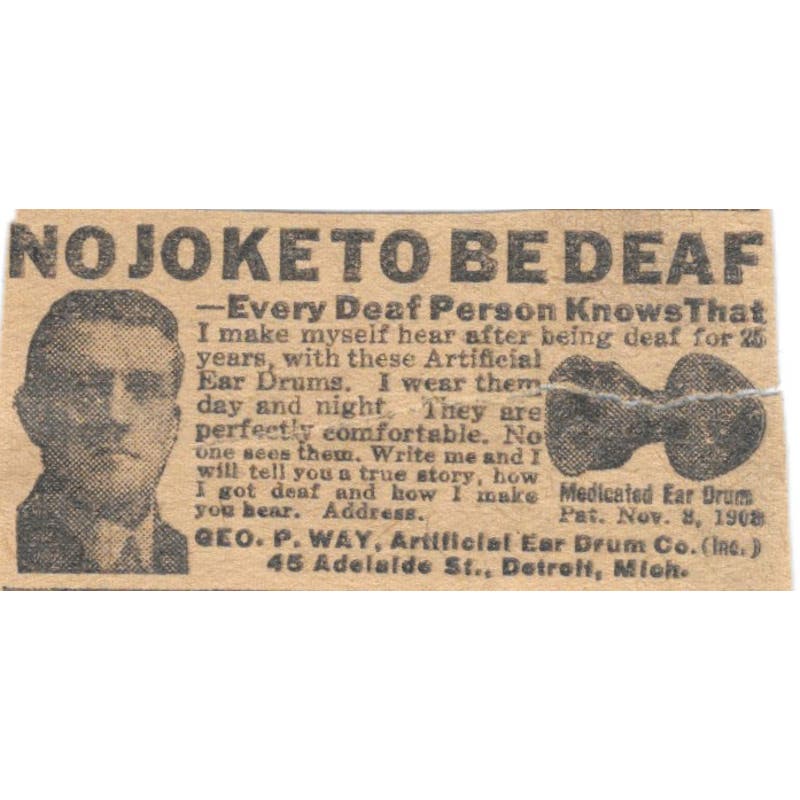 NO JOKE TO BE DEAF
—Every Deaf Person Knows That
I make myself hear after being deaf for 25
years, with these Artificial
Ear Drums. I wear them
day and night. They are
perfectly comfortable. No
one sees them. Write me and I
will tell you a true story, how
I got deaf and how I make
you hear. Address.
Medicated Ear Drum
Pat. Nov. 3, 1908
GEO. P. WAY, Artificial Ear Drum Co. (Inc.)
45 Adelaide St., Detroit, Mich.